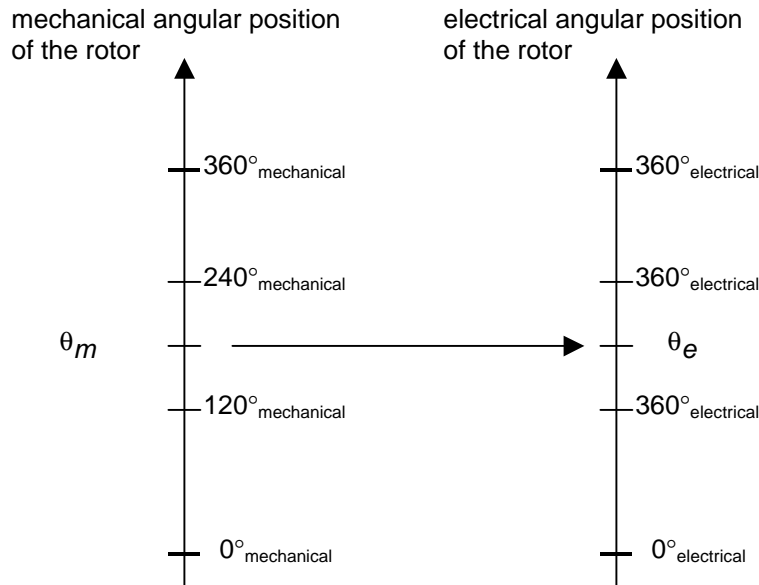 mechanical angular position
of the rotor
electrical angular position
of the rotor
360°mechanical
360°electrical
240°mechanical
360°electrical
θm
θe
120°mechanical
360°electrical
0°mechanical
0°electrical